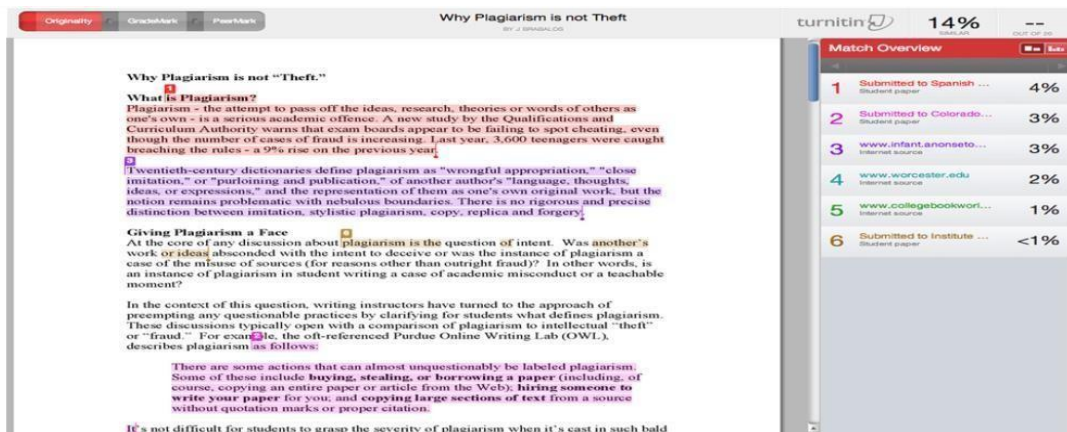 Originality GradeMark PeerMark
Why Plagiarism is not Theft
BY J GRABALOS
turnitin
14%
SIMILAR
--
OUT OF 20
Match Overview
1 Submitted to Spanish ... 4%
Student paper
2 Submitted to Colorado... 3%
Student paper
3 www.infant.anonseto... 3%
Internet source
4 www.worcester.edu 2%
Internet source
5 www.collegebookworl... 1%
Internet source
6 Submitted to Institute ... <1%
Student paper
Why Plagiarism is not “Theft.”
1
What is Plagiarism?
Plagiarism - the attempt to pass off the ideas, research, theories or words of others as
one's own - is a serious academic offence. A new study by the Qualifications and
Curriculum Authority warns that exam boards appear to be failing to spot cheating, even
though the number of cases of fraud is increasing. Last year, 3,600 teenagers were caught
breaching the rules - a 9% rise on the previous year.
3
Twentieth-century dictionaries define plagiarism as "wrongful appropriation," "close
imitation," or "purloining and publication," of another author's "language, thoughts,
ideas, or expressions," and the representation of them as one's own original work, but the
notion remains problematic with nebulous boundaries. There is no rigorous and precise
distinction between imitation, stylistic plagiarism, copy, replica and forgery.
Giving Plagiarism a Face
6
At the core of any discussion about plagiarism is the question of intent. Was another's
work or ideas absconded with the intent to deceive or was the instance of plagiarism a
case of the misuse of sources (for reasons other than outright fraud)? In other words, is
an instance of plagiarism in student writing a case of academic misconduct or a teachable
moment?
In the context of this question, writing instructors have turned to the approach of
preempting any questionable practices by clarifying for students what defines plagiarism.
These discussions typically open with a comparison of plagiarism to intellectual “theft”
or “fraud.” For example, the oft-referenced Purdue Online Writing Lab (OWL),
2
describes plagiarism as follows:
There are some actions that can almost unquestionably be labeled plagiarism.
Some of these include buying, stealing, or borrowing a paper (including, of
course, copying an entire paper or article from the Web); hiring someone to
write your paper for you; and copying large sections of text from a source
without quotation marks or proper citation.
It's not difficult for students to grasp the severity of plagiarism when it's cast in such bald